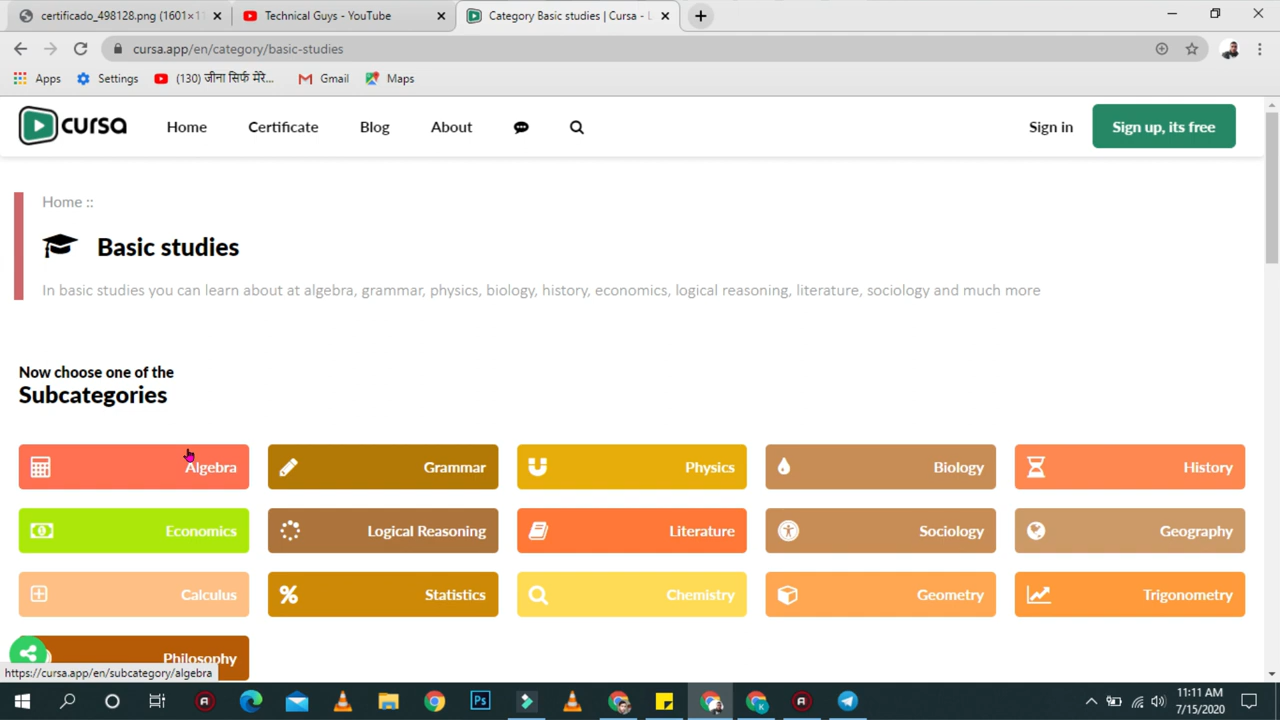 certificado_498128.png (1601×11
Technical Guys - YouTube
Category Basic studies | Cursa - L
cursa.app/en/category/basic-studies
Apps
Settings
(130) जीना सिर्फ मेरे...
Gmail
Maps
cursa
Home
Certificate
Blog
About
Sign in
Sign up, its free
Home ::
Basic studies
In basic studies you can learn about at algebra, grammar, physics, biology, history, economics, logical reasoning, literature, sociology and much more
Now choose one of the
Subcategories
Algebra
Grammar
Physics
Biology
History
Economics
Logical Reasoning
Literature
Sociology
Geography
Calculus
Statistics
Chemistry
Geometry
Trigonometry
Philosophy
https://cursa.app/en/subcategory/algebra
Ps
K
11:11 AM
7/15/2020